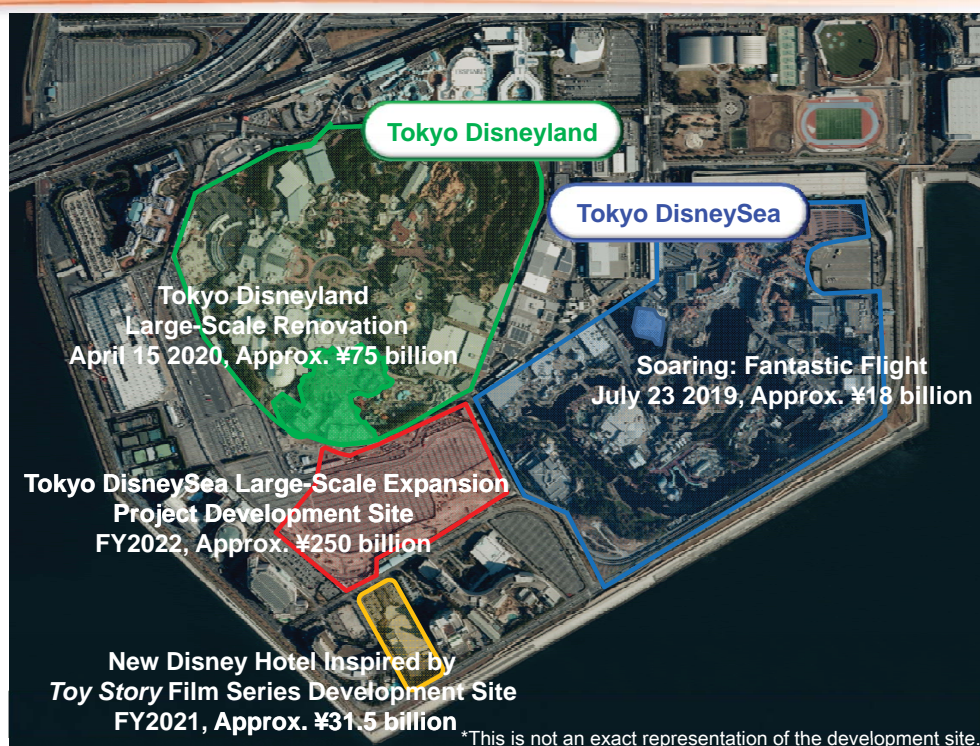 Tokyo Disneyland
Tokyo DisneySea
Tokyo Disneyland
Large-Scale Renovation
April 15 2020, Approx. ¥75 billion
Soaring: Fantastic Flight
July 23 2019, Approx. ¥18 billion
Tokyo DisneySea Large-Scale Expansion
Project Development Site
FY2022, Approx. ¥250 billion
New Disney Hotel Inspired by
Toy Story Film Series Development Site
FY2021, Approx. ¥31.5 billion
*This is not an exact representation of the development site.